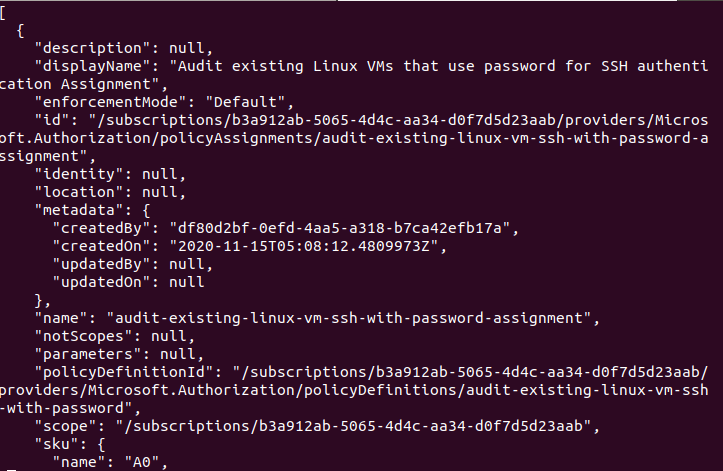 [
  {
    "description": null,
    "displayName": "Audit existing Linux VMs that use password for SSH authenti
cation Assignment",
    "enforcementMode": "Default",
    "id": "/subscriptions/b3a912ab-5065-4d4c-aa34-d0f7d5d23aab/providers/Micros
oft.Authorization/policyAssignments/audit-existing-linux-vm-ssh-with-password-a
ssignment",
    "identity": null,
    "location": null,
    "metadata": {
      "createdBy": "df80d2bf-0efd-4aa5-a318-b7ca42efb17a",
      "createdOn": "2020-11-15T05:08:12.4809973Z",
      "updatedBy": null,
      "updatedOn": null
    },
    "name": "audit-existing-linux-vm-ssh-with-password-assignment",
    "notScopes": null,
    "parameters": null,
    "policyDefinitionId": "/subscriptions/b3a912ab-5065-4d4c-aa34-d0f7d5d23aab/
providers/Microsoft.Authorization/policyDefinitions/audit-existing-linux-vm-ssh
-with-password",
    "scope": "/subscriptions/b3a912ab-5065-4d4c-aa34-d0f7d5d23aab",
    "sku": {
      "name": "A0",